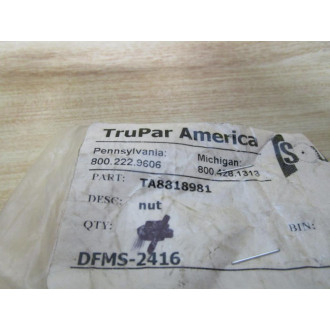 TruPar America
Pennsylvania: Michigan:
800.222.9606 800.428.1313
PART: TA8818981
DESC: nut
QTY: BIN:
DFMS-2416